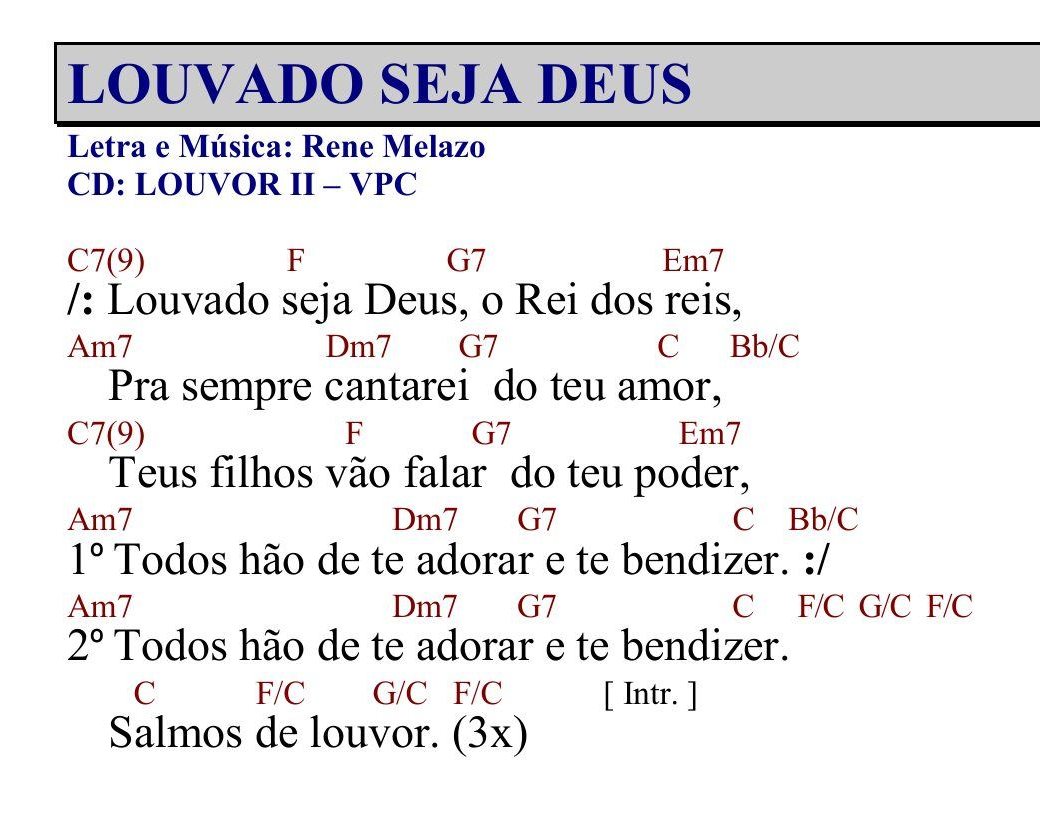 LOUVADO SEJA DEUS
Letra e Música: Rene Melazo
CD: LOUVOR II – VPC
C7(9) F G7 Em7
/: Louvado seja Deus, o Rei dos reis,
Am7 Dm7 G7 C Bb/C
Pra sempre cantarei do teu amor,
C7(9) F G7 Em7
Teus filhos vão falar do teu poder,
Am7 Dm7 G7 C Bb/C
1º Todos hão de te adorar e te bendizer. :/
Am7 Dm7 G7 C F/C G/C F/C
2º Todos hão de te adorar e te bendizer.
C F/C G/C F/C [ Intr. ]
Salmos de louvor. (3x)